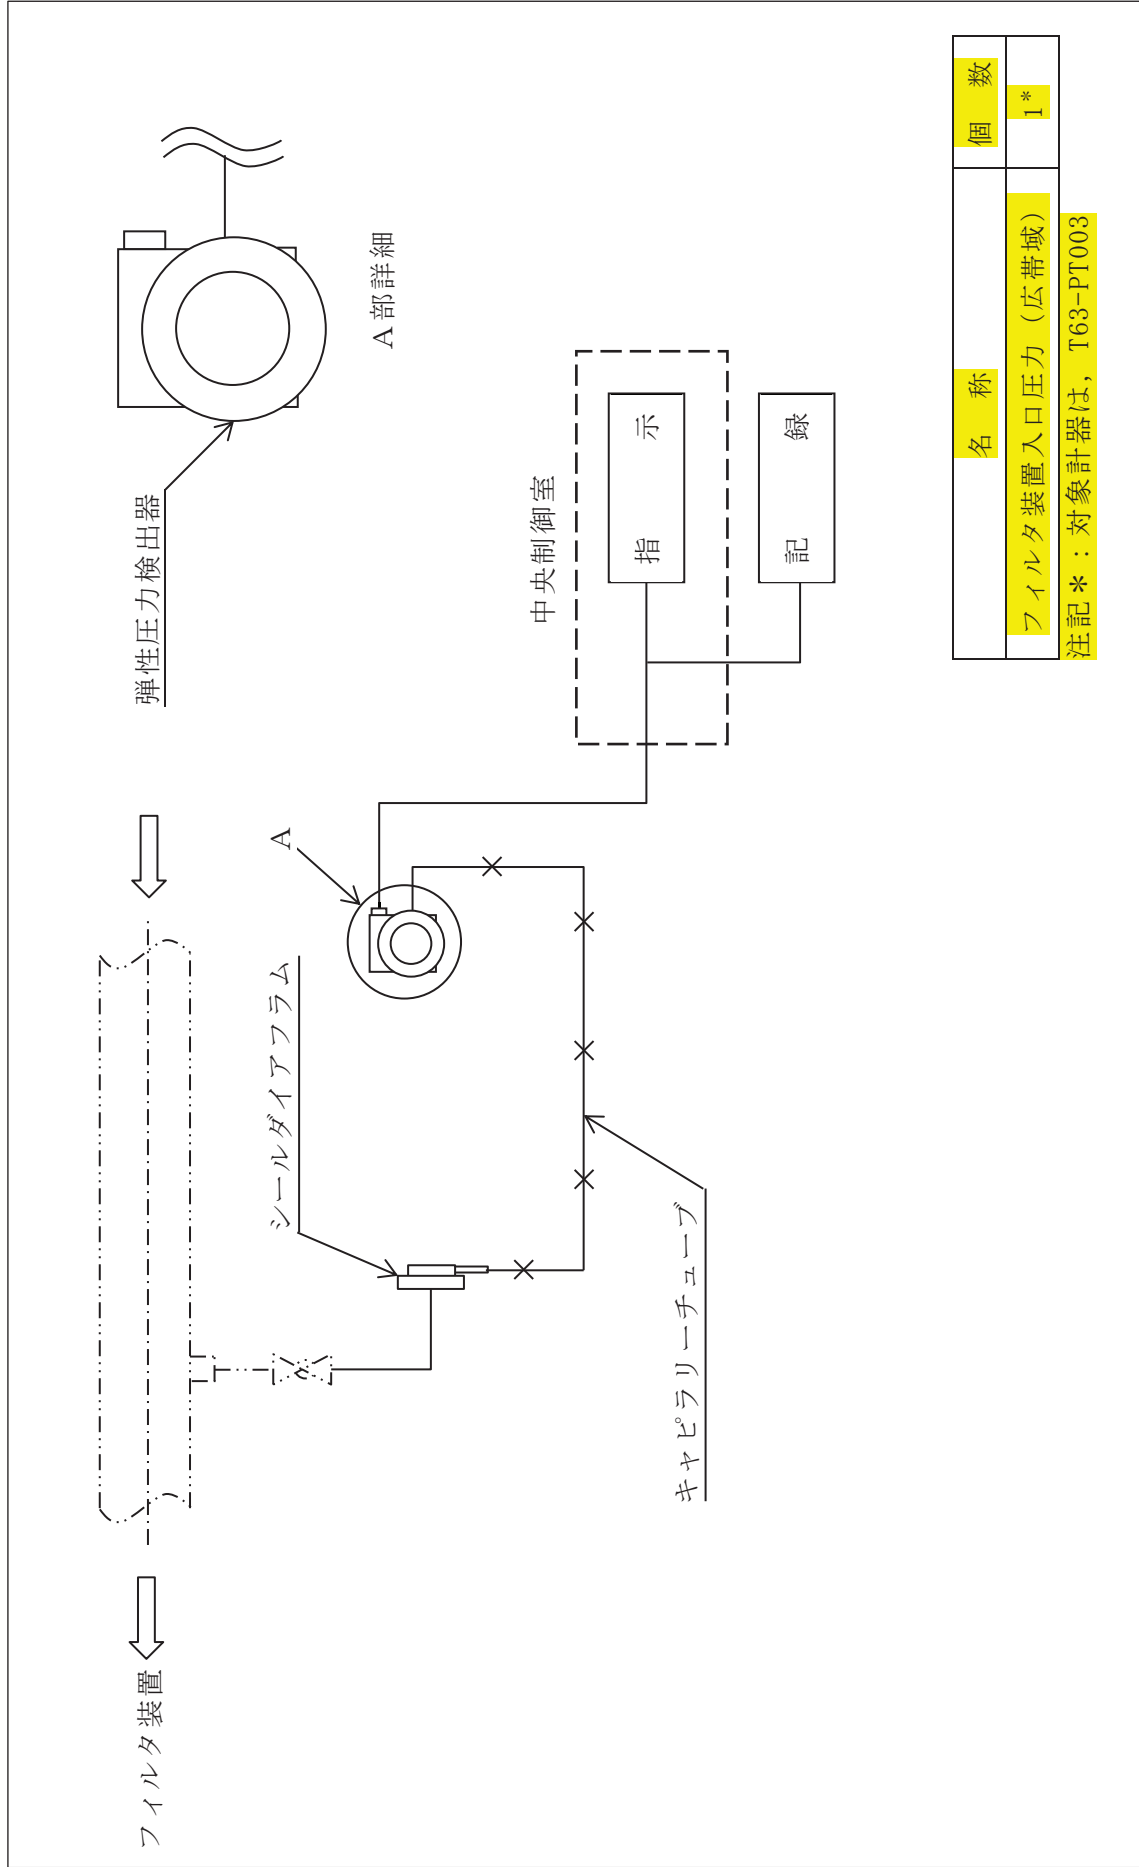 フィルタ装置
弾性圧力検出器
A部詳細
シールダイアフラム
A
キャピラリーチューブ
中央制御室
指 示
記 録
名 称 個 数
フィルタ装置入口圧力（広帯域） 1*
注記＊：対象計器は，T63-PT003